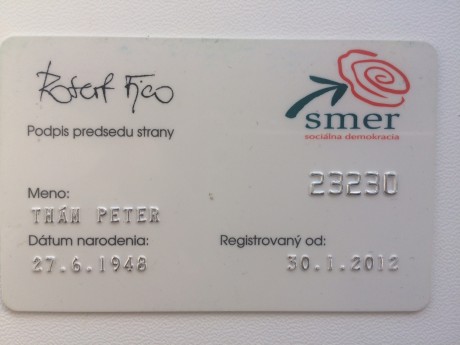 Robert Fico
Podpis predsedu strany
smer
sociálna demokracia
23230
Meno:
THÁM PETER
Dátum narodenia:
Registrovaný od:
27.6.1948
30.1.2012